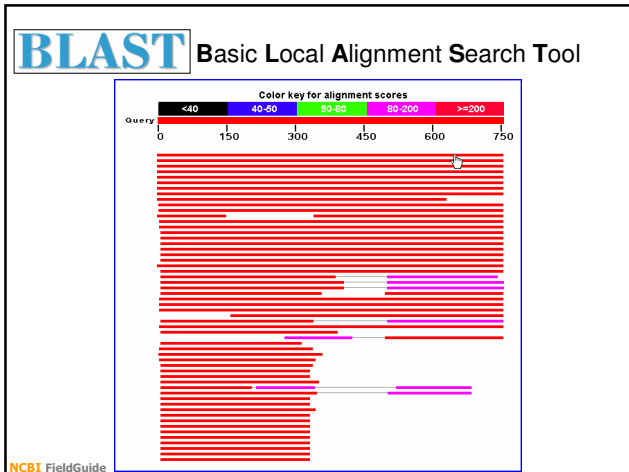 BLAST Basic Local Alignment Search Tool
Color key for alignment scores
<40 40-50 50-80 80-200 >=200
Query
0 150 300 450 600 750
NCBI FieldGuide